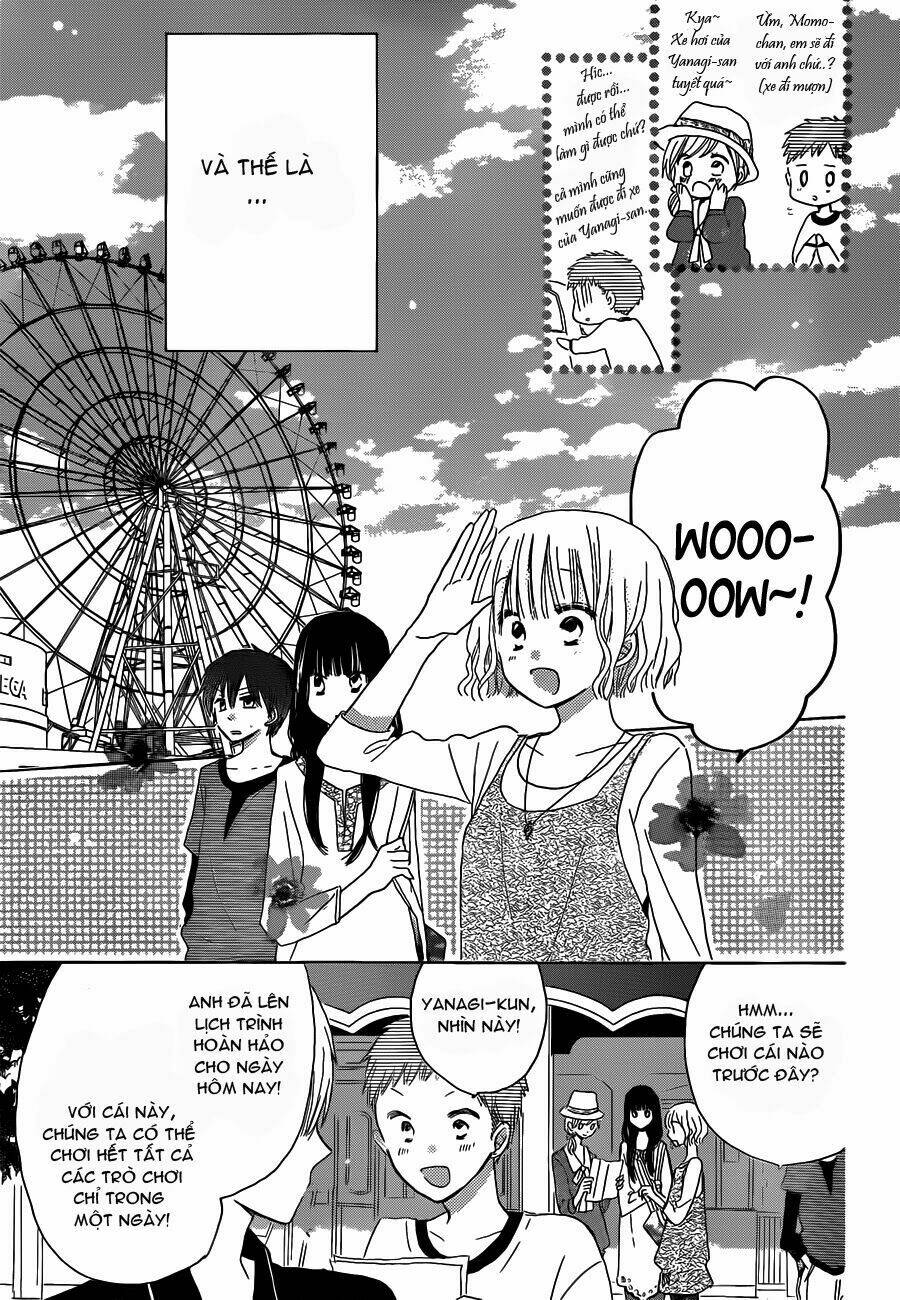 Kya~
Xe hơi của
Yanagi-san
tuyệt quá~
Ừm, Momo-
chan, em sẽ đi
với anh chứ..?
(xe đi mượn)
Hic...
được rồi...
mình có thể
làm gì được chứ?
cả mình cũng
muốn được đi xe
của Yanagi-san...
VÀ THẾ LÀ
...
WOOO-
OOW~!
EGA
HMM...
CHÚNG TA SẼ
CHƠI CÁI NÀO
TRƯỚC ĐÂY?
YANAGI-KUN,
NHÌN NÀY!
ANH ĐÃ LÊN
LỊCH TRÌNH
HOÀN HẢO
CHO NGÀY
HÔM NAY!
VỚI CÁI NÀY,
CHÚNG TA CÓ THỂ
CHƠI HẾT TẤT CẢ
CÁC TRÒ CHƠI
CHỈ TRONG
MỘT NGÀY!